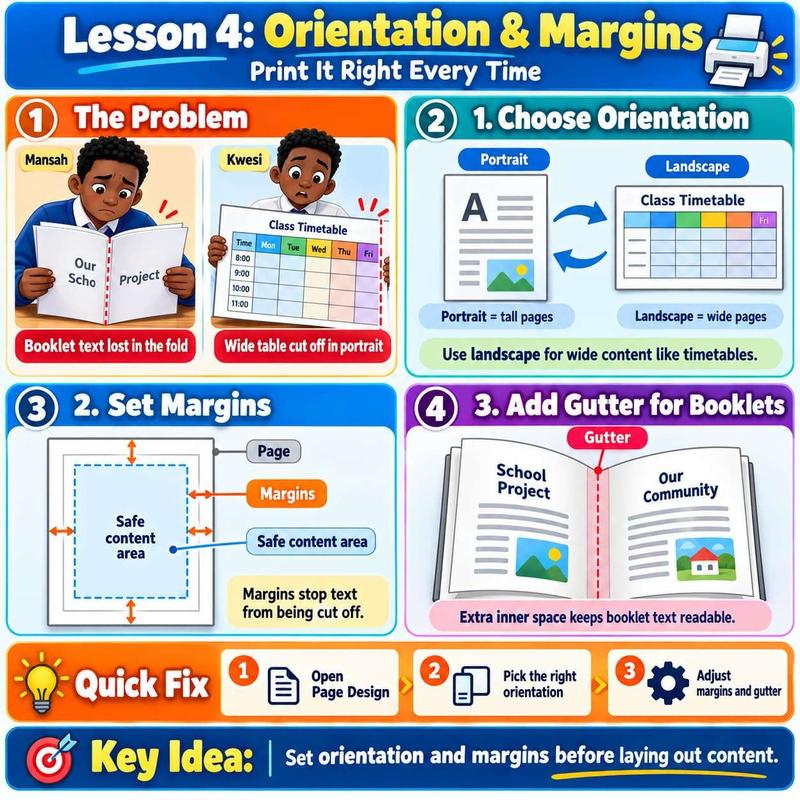 Lesson 4: Orientation & Margins
Print It Right Every Time
1 The Problem
Mansah
Our
Scho
Project
Booklet text lost in the fold
Kwesi
Class Timetable
Time Mon Tue Wed Thu Fri
8:00
9:00
10:00
11:00
Wide table cut off in portrait
2 1. Choose Orientation
Portrait
A
Landscape
Class Timetable
Fri
Portrait = tall pages
Landscape = wide pages
Use landscape for wide content like timetables.
3 2. Set Margins
Page
Margins
Safe
content
area
Safe content area
Margins stop text
from being cut off.
4 3. Add Gutter for Booklets
Gutter
School
Project
Our
Community
Extra inner space keeps booklet text readable.
Quick Fix
1 Open
Page Design
2 Pick the right
orientation
3 Adjust
margins and gutter
Key Idea: Set orientation and margins before laying out content.